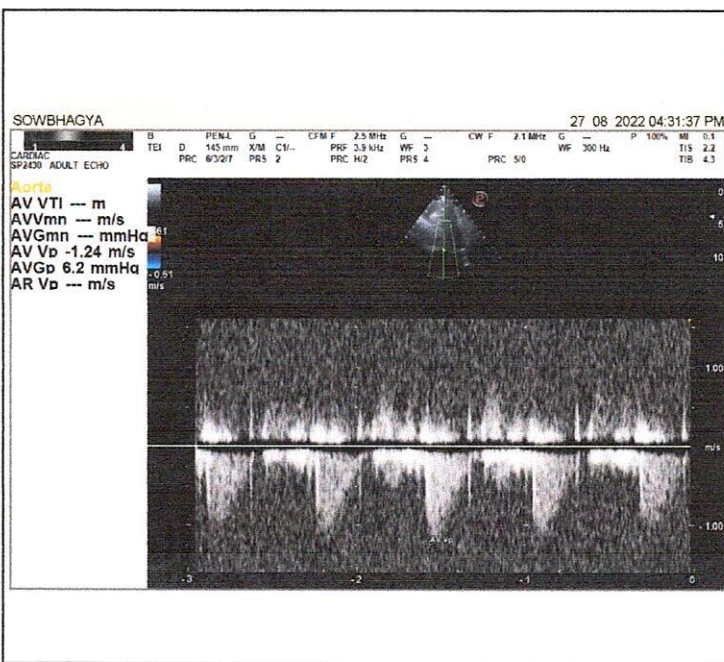 SOWBHAGYA 27 08 2022 04:31:37 PM
1 4 B PEN-L G --- CFM F 2.5 MHz G --- CW F 2.1 MHz G --- P 100% MI 0.1
TEI D 145 mm X/M C1/-- PRF 3.9 kHz WF 3 WF 300 Hz TIS 2.2
CARDIAC PRC 6/3/2/7 PRS 2 PRC H/2 PRS 4 PRC 5/0 TIB 4.3
SP2430 ADULT ECHO
Aorta
AV VTI --- m
AVVmn --- m/s
AVGmn --- mmHg
AV Vp -1.24 m/s
AVGp 6.2 mmHg
AR Vp --- m/s
-0.61
m/s
0
5
10
1.00
m/s
-1.00
AV Vp
-3 -2 -1 0